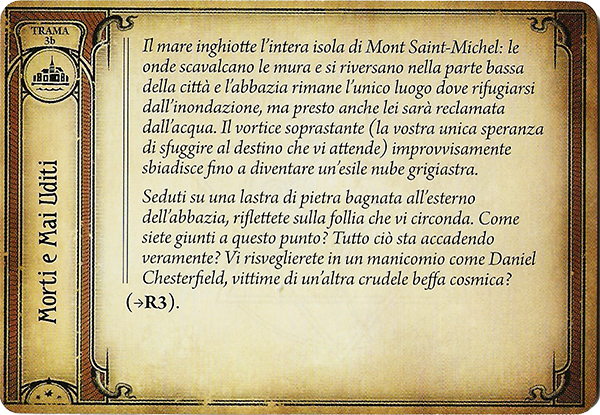 TRAMA
3b
Morti e Mai Uditi
Il mare inghiotte l'intera isola di Mont Saint-Michel: le
onde scavalcano le mura e si riversano nella parte bassa
della città e l'abbazia rimane l'unico luogo dove rifugiarsi
dall'inondazione, ma presto anche lei sarà reclamata
dall'acqua. Il vortice soprastante (la vostra unica speranza
di sfuggire al destino che vi attende) improvvisamente
sbiadisce fino a diventare un'esile nube grigiastra.
Seduti su una lastra di pietra bagnata all'esterno
dell'abbazia, riflettete sulla follia che vi circonda. Come
siete giunti a questo punto? Tutto ciò sta accadendo
veramente? Vi risveglierete in un manicomio come Daniel
Chesterfield, vittime di un'altra crudele beffa cosmica?
(→R3).